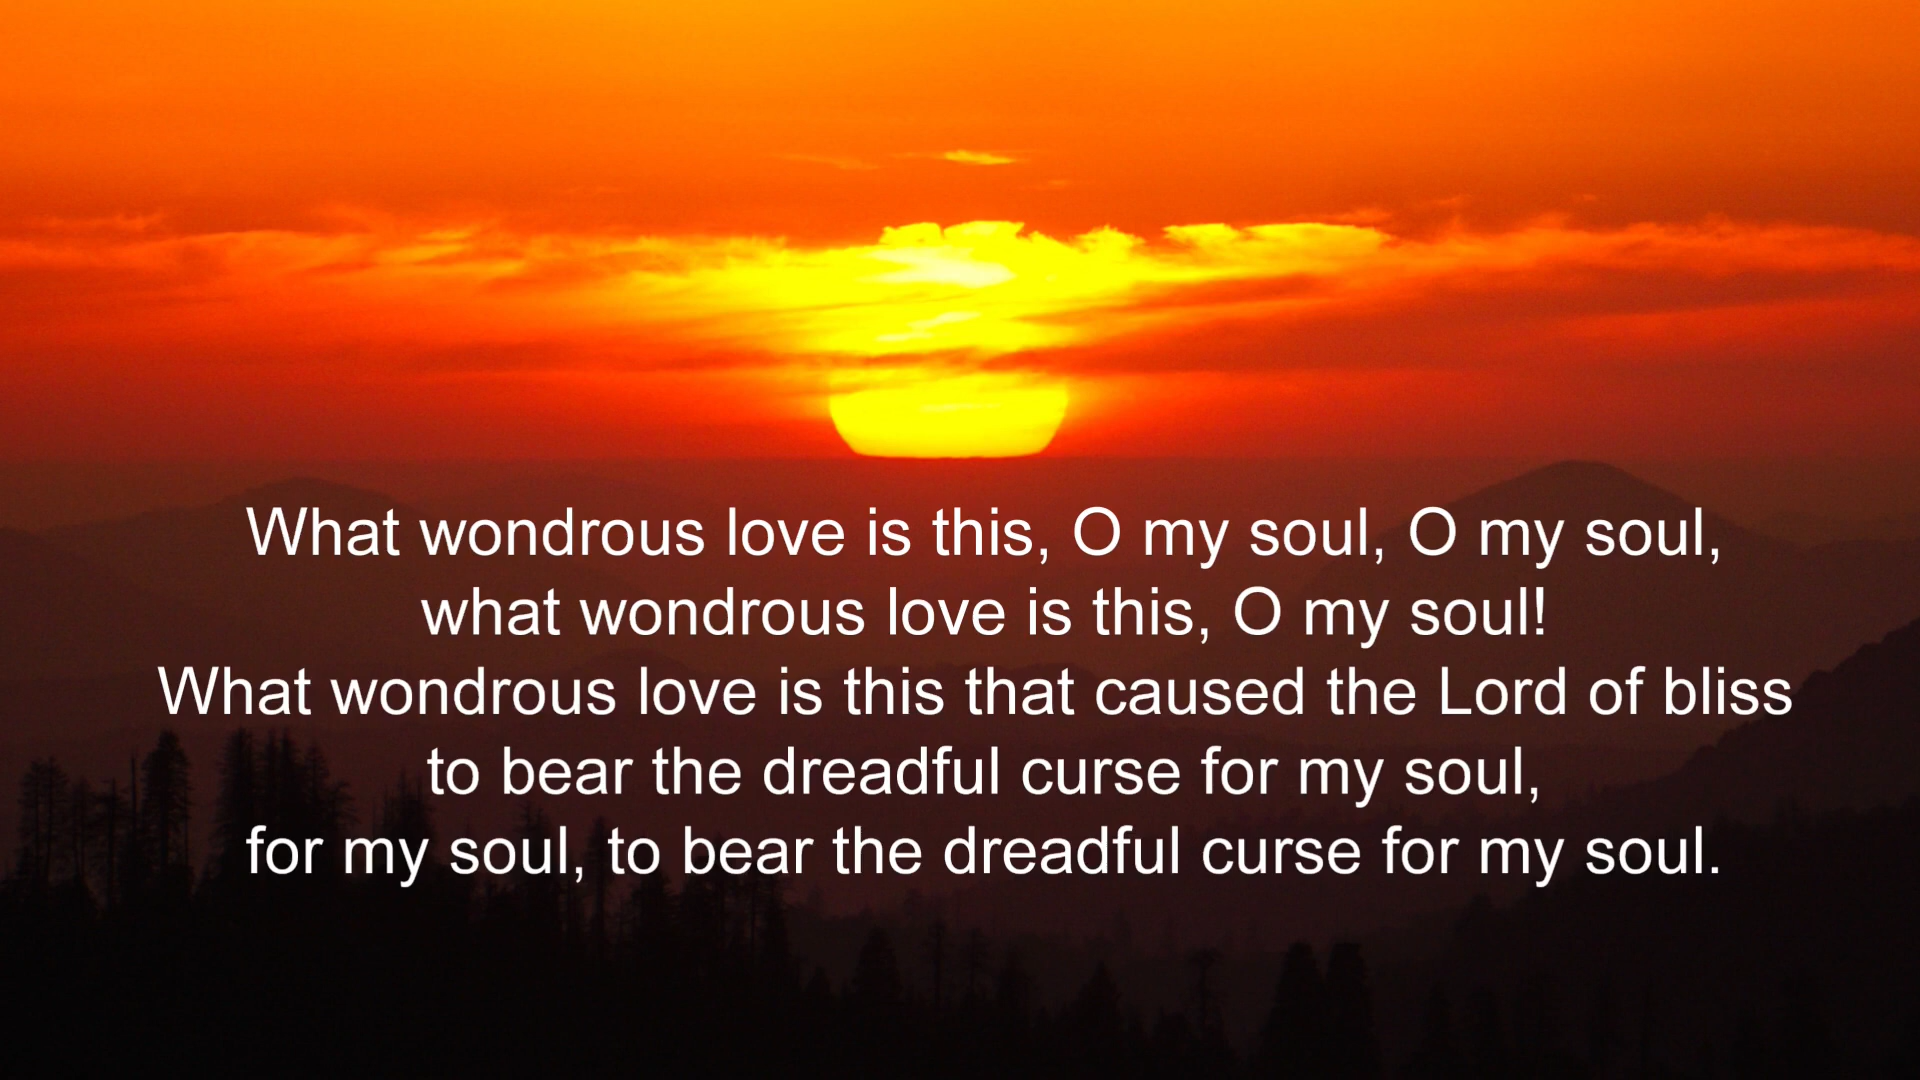 What wondrous love is this, O my soul, O my soul,
what wondrous love is this, O my soul!
What wondrous love is this that caused the Lord of bliss
to bear the dreadful curse for my soul,
for my soul, to bear the dreadful curse for my soul.